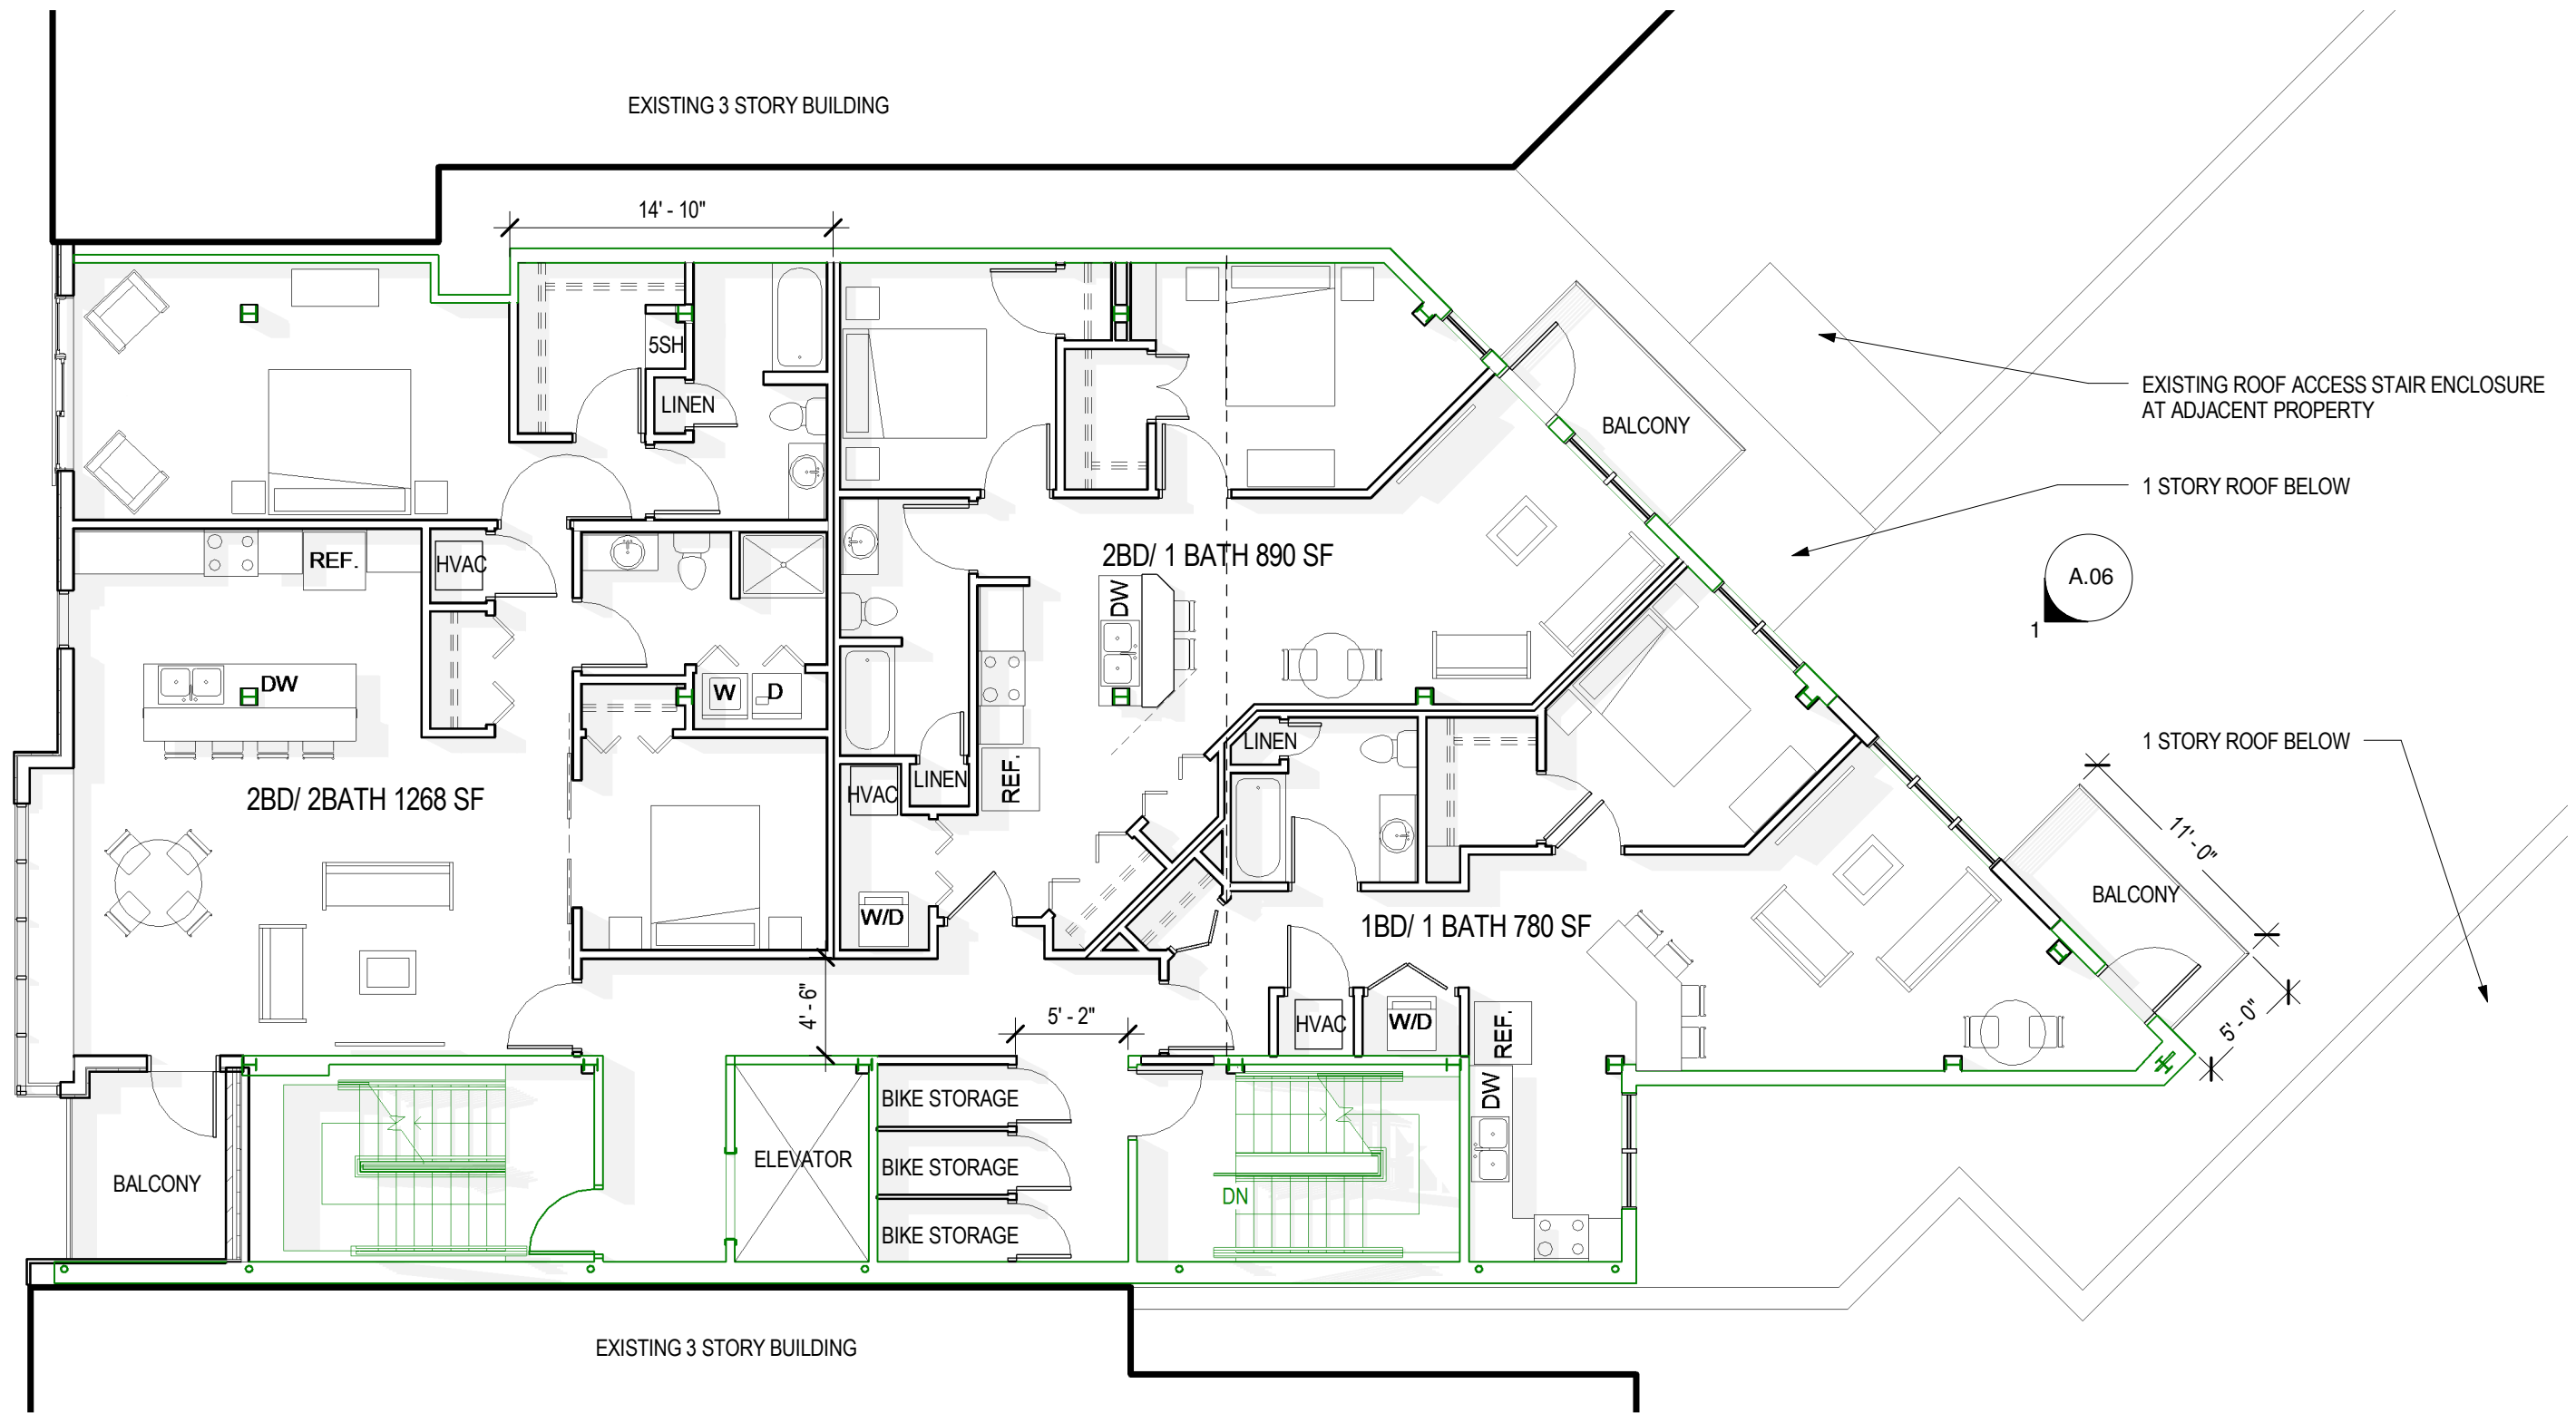 EXISTING 3 STORY BUILDING
14' - 10"
5SH
LINEN
BALCONY
EXISTING ROOF ACCESS STAIR ENCLOSURE
AT ADJACENT PROPERTY
1 STORY ROOF BELOW
A.06
1
REF.
HVAC
2BD/ 1 BATH 890 SF
DW
DW
W
D
LINEN
1 STORY ROOF BELOW
2BD/ 2BATH 1268 SF
HVAC
LINEN
REF.
11' - 0"
BALCONY
W/D
1BD/ 1 BATH 780 SF
4' - 6"
5' - 2"
HVAC
W/D
REF.
5' - 0"
DW
BIKE STORAGE
ELEVATOR
BIKE STORAGE
BALCONY
DN
BIKE STORAGE
EXISTING 3 STORY BUILDING